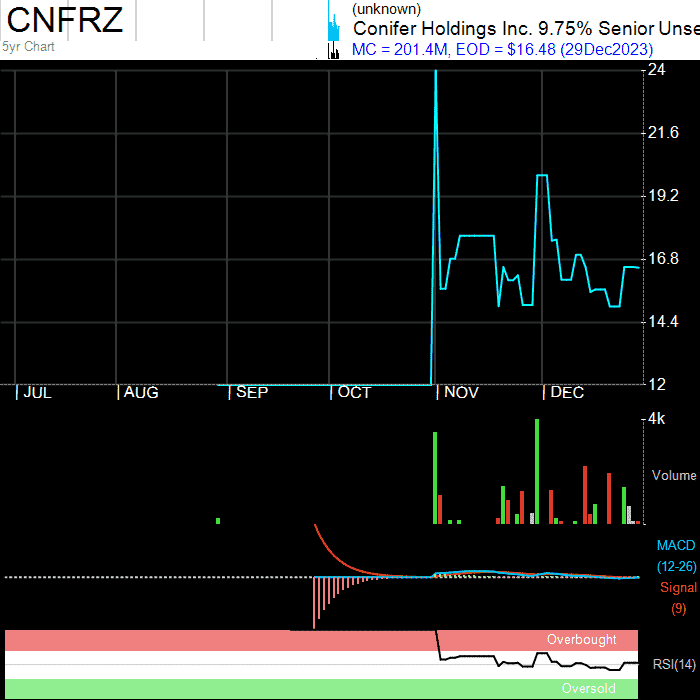 CNFRZ
(unknown)
Conifer Holdings Inc. 9.75% Senior Unse
5yr Chart
MC = 201.4M, EOD = $16.48 (29Dec2023)
24
21.6
19.2
16.8
14.4
12
JUL AUG SEP OCT NOV DEC
4k
Volume
MACD
(12-26)
Signal
(9)
Overbought
RSI(14)
Oversold